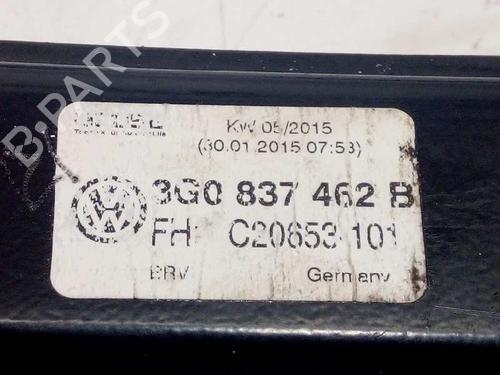 KW 05/2015
(30.01.2015 07:53)
3G0 837 462 B
FH C20653-101
BRV Germany
B-PARTS